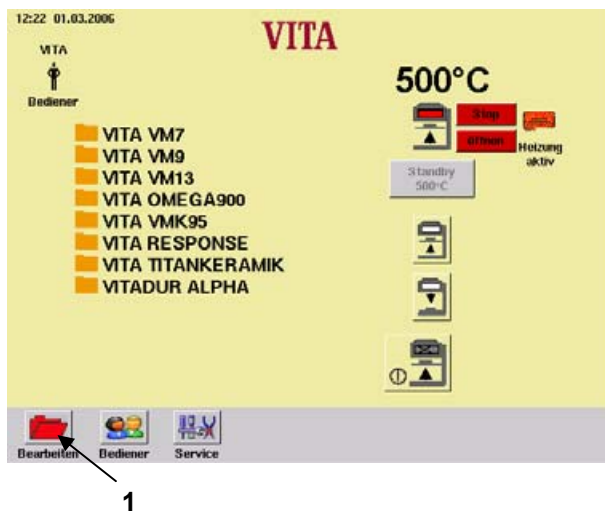 12:22 01.03.2006
VITA
VITA
Bediener
500°C
Stop
Öffnen
Heizung
aktiv
Standby
500°C
VITA VM7
VITA VM9
VITA VM13
VITA OMEGA900
VITA VMK95
VITA RESPONSE
VITA TITANKERAMIK
VITADUR ALPHA
Bearbeiten
Bediener
Service
1